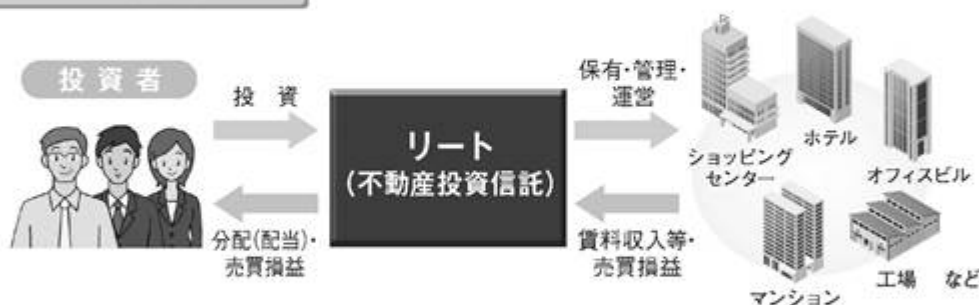 投資者
投 資
分配(配当)・
売買損益
リート
(不動産投資信託)
保有・管理・
運営
賃料収入等・
売買損益
ショッピング
センター
ホテル
オフィスビル
マンション
工場 など